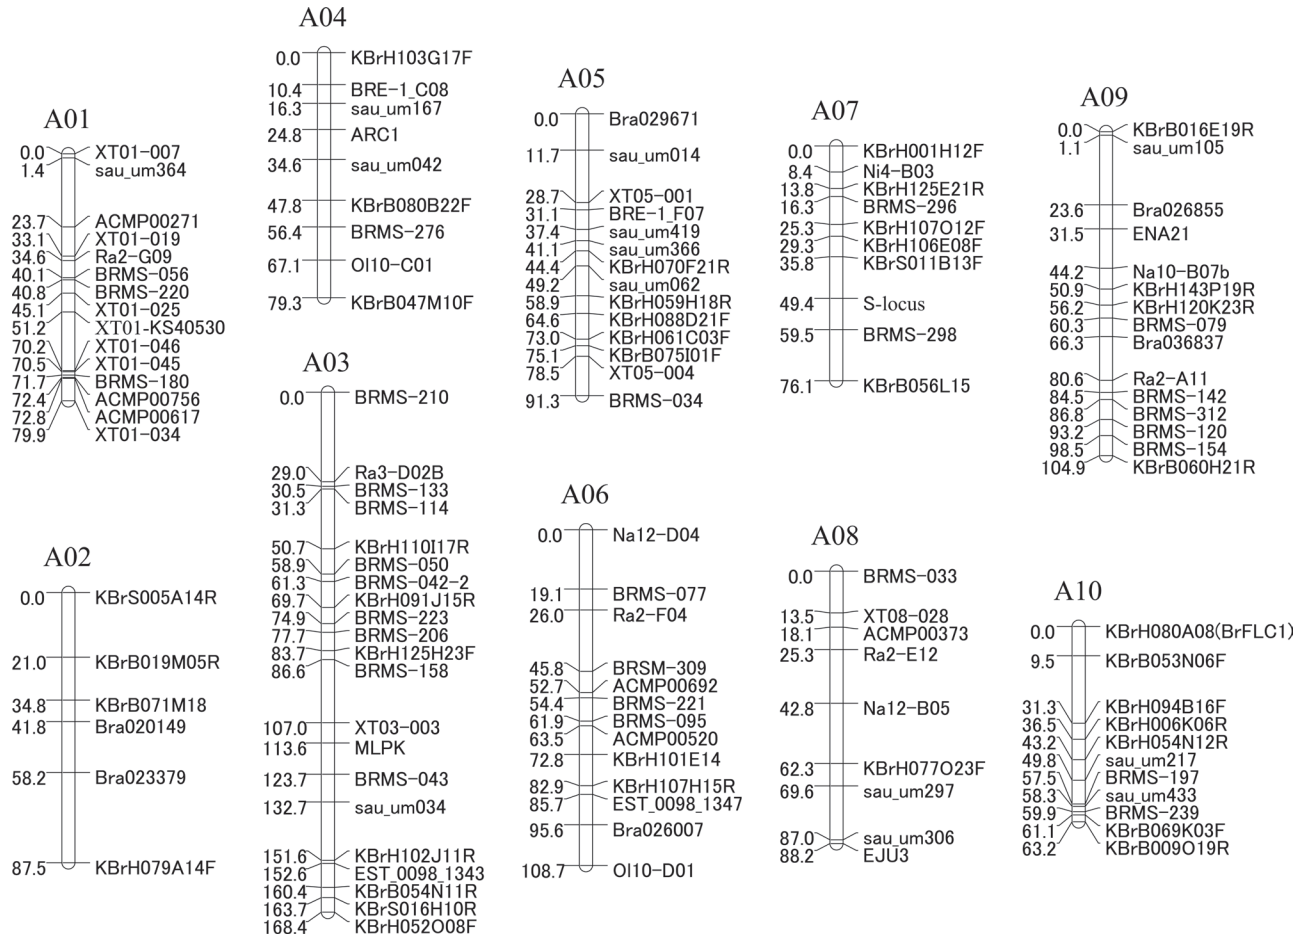 A01
0.0 XT01-007
1.4 sau_um364
23.7 ACMP00271
33.1 XT01-019
34.6 Ra2-G09
40.1 BRMS-056
40.8 BRMS-220
45.1 XT01-025
51.2 XT01-KS40530
70.2 XT01-046
70.5 XT01-045
71.7 BRMS-180
72.4 ACMP00756
72.8 ACMP00617
79.9 XT01-034
A02
0.0 KBrS005A14R
21.0 KBrB019M05R
34.8 KBrB071M18
41.8 Bra020149
58.2 Bra023379
87.5 KBrH079A14F
A04
0.0 KBrH103G17F
10.4 BRE-1_C08
16.3 sau_um167
24.8 ARC1
34.6 sau_um042
47.8 KBrB080B22F
56.4 BRMS-276
67.1 Ol10-C01
79.3 KBrB047M10F
A03
0.0 BRMS-210
29.0 Ra3-D02B
30.5 BRMS-133
31.3 BRMS-114
50.7 KBrH110I17R
58.9 BRMS-050
61.3 BRMS-042-2
69.7 KBrH091J15R
74.9 BRMS-223
77.7 BRMS-206
83.7 KBrH125H23F
86.6 BRMS-158
107.0 XT03-003
113.6 MLPK
123.7 BRMS-043
132.7 sau_um034
151.6 KBrH102J11R
152.6 EST_0098_1343
160.4 KBrB054N11R
163.7 KBrS016H10R
168.4 KBrH052O08F
A05
0.0 Bra029671
11.7 sau_um014
28.7 XT05-001
31.1 BRE-1_F07
37.4 sau_um419
41.1 sau_um366
44.4 KBrH070F21R
49.2 sau_um062
58.9 KBrH059H18R
64.6 KBrH088D21F
73.0 KBrH061C03F
75.1 KBrB075I01F
78.5 XT05-004
91.3 BRMS-034
A06
0.0 Na12-D04
19.1 BRMS-077
26.0 Ra2-F04
45.8 BRSM-309
52.7 ACMP00692
54.4 BRMS-221
61.9 BRMS-095
63.5 ACMP00520
72.8 KBrH101E14
82.9 KBrH107H15R
85.7 EST_0098_1347
95.6 Bra026007
108.7 Ol10-D01
A07
0.0 KBrH001H12F
8.4 Ni4-B03
13.8 KBrH125E21R
16.3 BRMS-296
25.3 KBrH107O12F
29.3 KBrH106E08F
35.8 KBrS011B13F
49.4 S-locus
59.5 BRMS-298
76.1 KBrB056L15
A08
0.0 BRMS-033
13.5 XT08-028
18.1 ACMP00373
25.3 Ra2-E12
42.8 Na12-B05
62.3 KBrH077O23F
69.6 sau_um297
87.0 sau_um306
88.2 EJU3
A09
0.0 KBrB016E19R
1.1 sau_um105
23.6 Bra026855
31.5 ENA21
44.2 Na10-B07b
50.9 KBrH143P19R
56.2 KBrH120K23R
60.3 BRMS-079
66.3 Bra036837
80.6 Ra2-A11
84.5 BRMS-142
86.8 BRMS-312
93.2 BRMS-120
98.5 BRMS-154
104.9 KBrB060H21R
A10
0.0 KBrH080A08(BrFLC1)
9.5 KBrB053N06F
31.3 KBrH094B16F
36.5 KBrH006K06R
43.2 KBrH054N12R
49.8 sau_um217
57.5 BRMS-197
58.3 sau_um433
59.9 BRMS-239
61.1 KBrB069K03F
63.2 KBrB009O19R